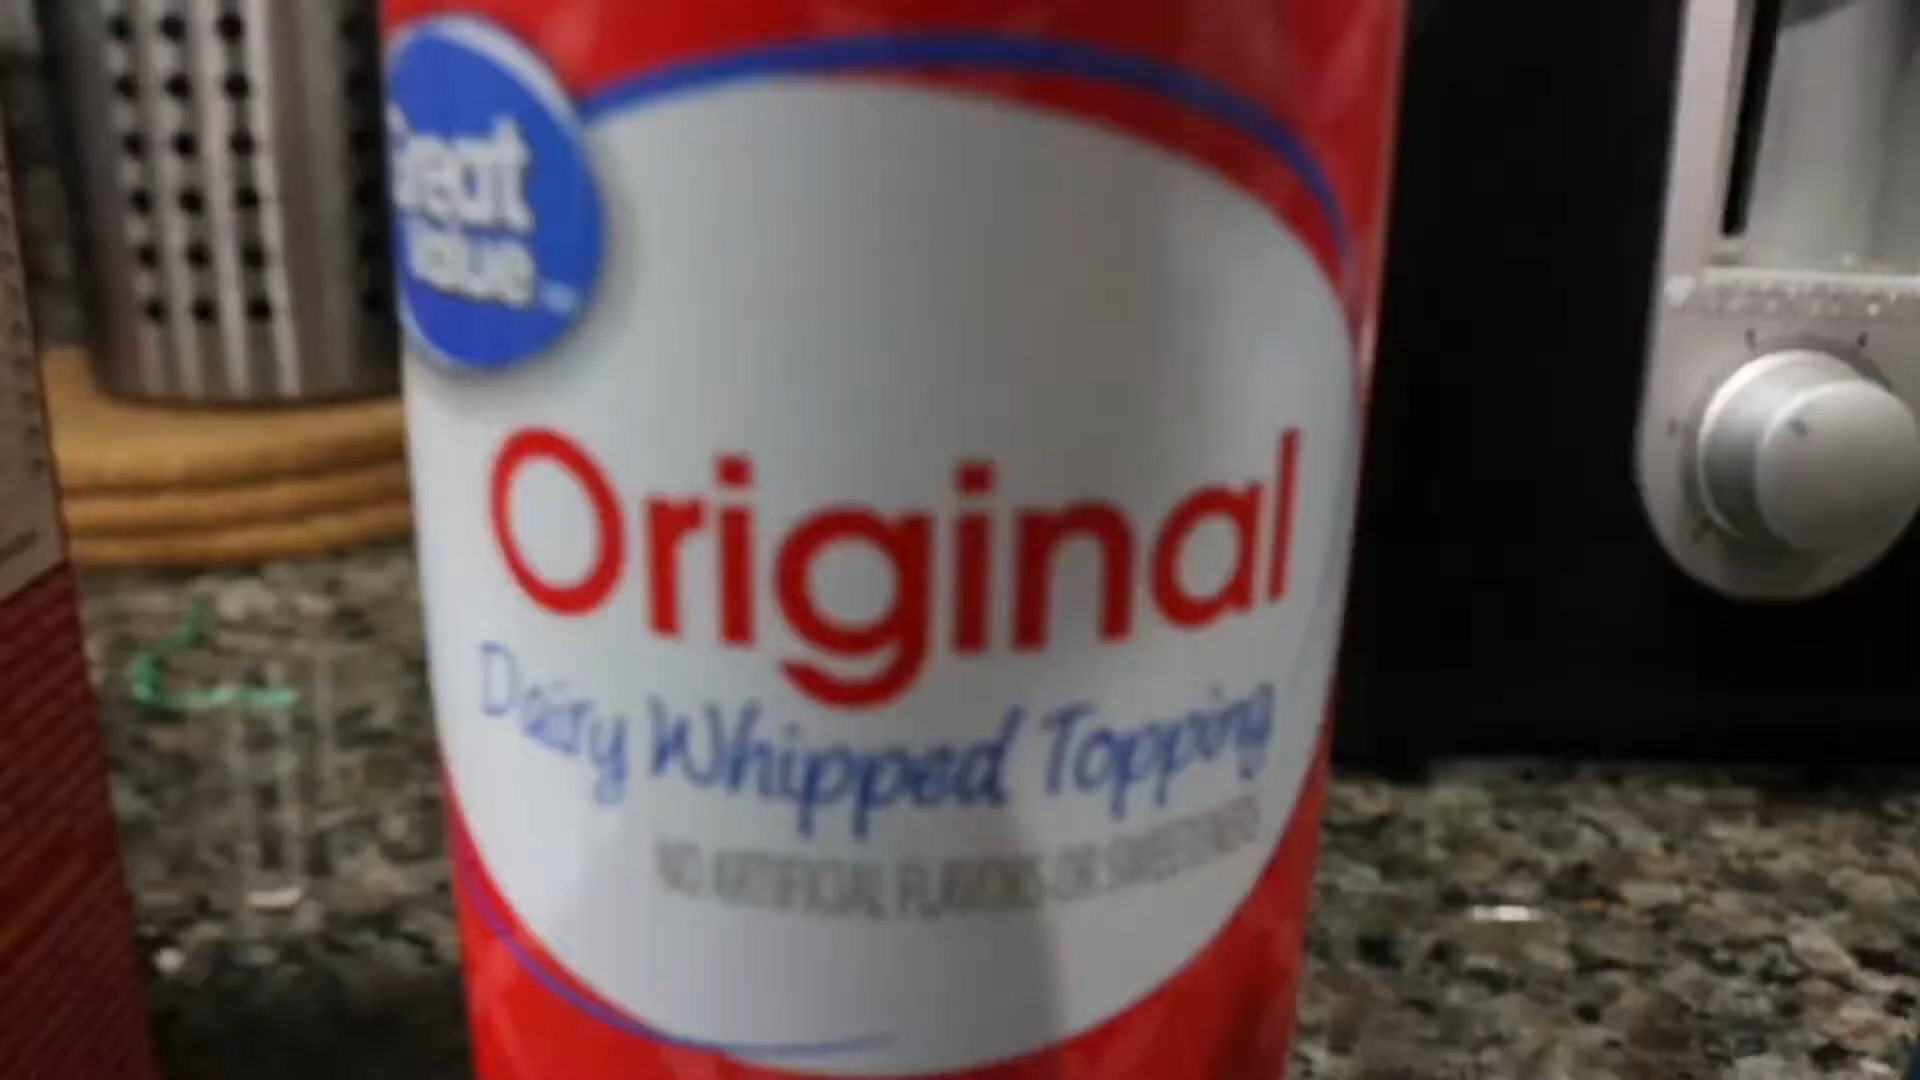 Great
Value
Original
Dairy Whipped Topping
NO ARTIFICIAL FLAVORS OR SWEETENERS